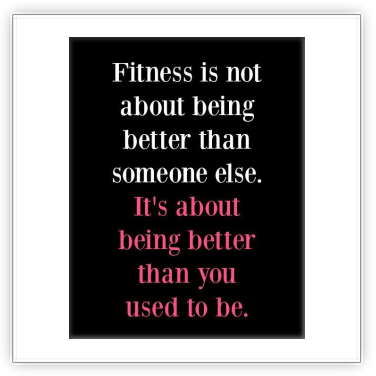 Fitness is not
about being
better than
someone else.
It's about
being better
than you
used to be.